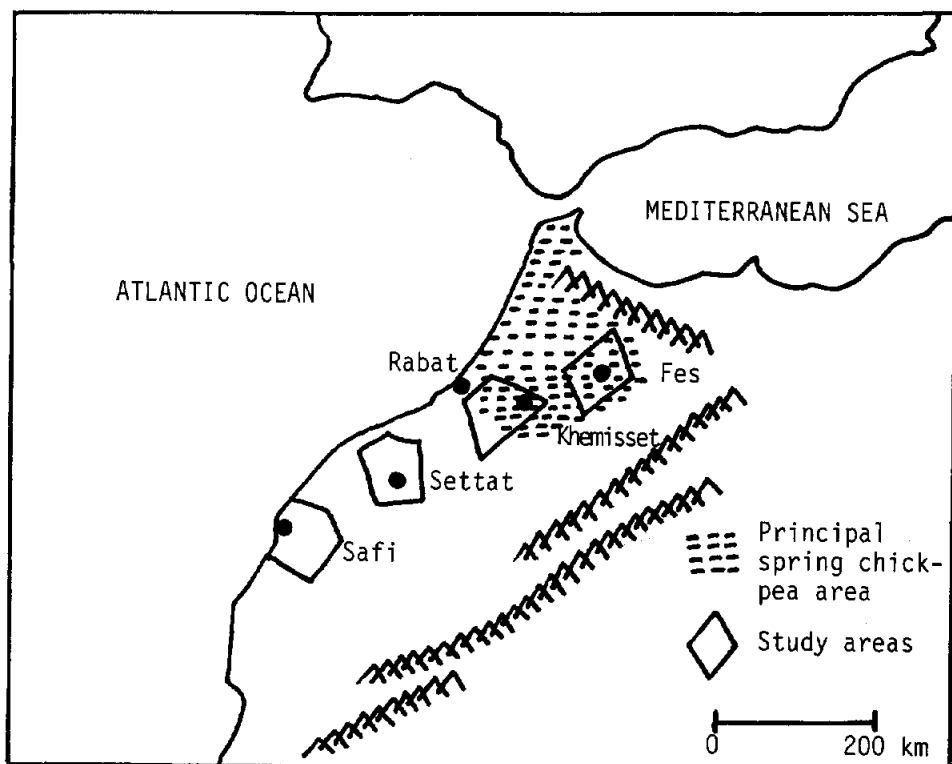 MEDITERRANEAN SEA
ATLANTIC OCEAN
Rabat
Fes
Khemisset
Settat
Safi
Principal
spring chick-
pea area
Study areas
0 200 km